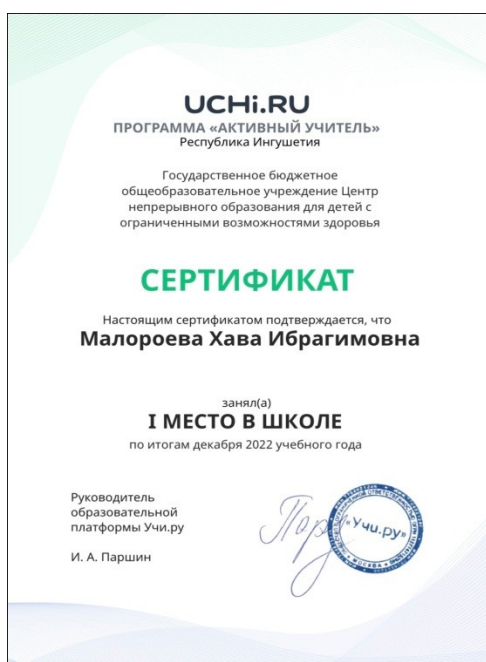 UCHi.RU
ПРОГРАММА «АКТИВНЫЙ УЧИТЕЛЬ»
Республика Ингушетия
Государственное бюджетное
общеобразовательное учреждение Центр
непрерывного образования для детей с
ограниченными возможностями здоровья
СЕРТИФИКАТ
Настоящим сертификатом подтверждается, что
Малороева Хава Ибрагимовна
занял(а)
I МЕСТО В ШКОЛЕ
по итогам декабря 2022 учебного года
Руководитель
образовательной
платформы Учи.ру
И. А. Паршин
«Учи.ру»
МОСКВА